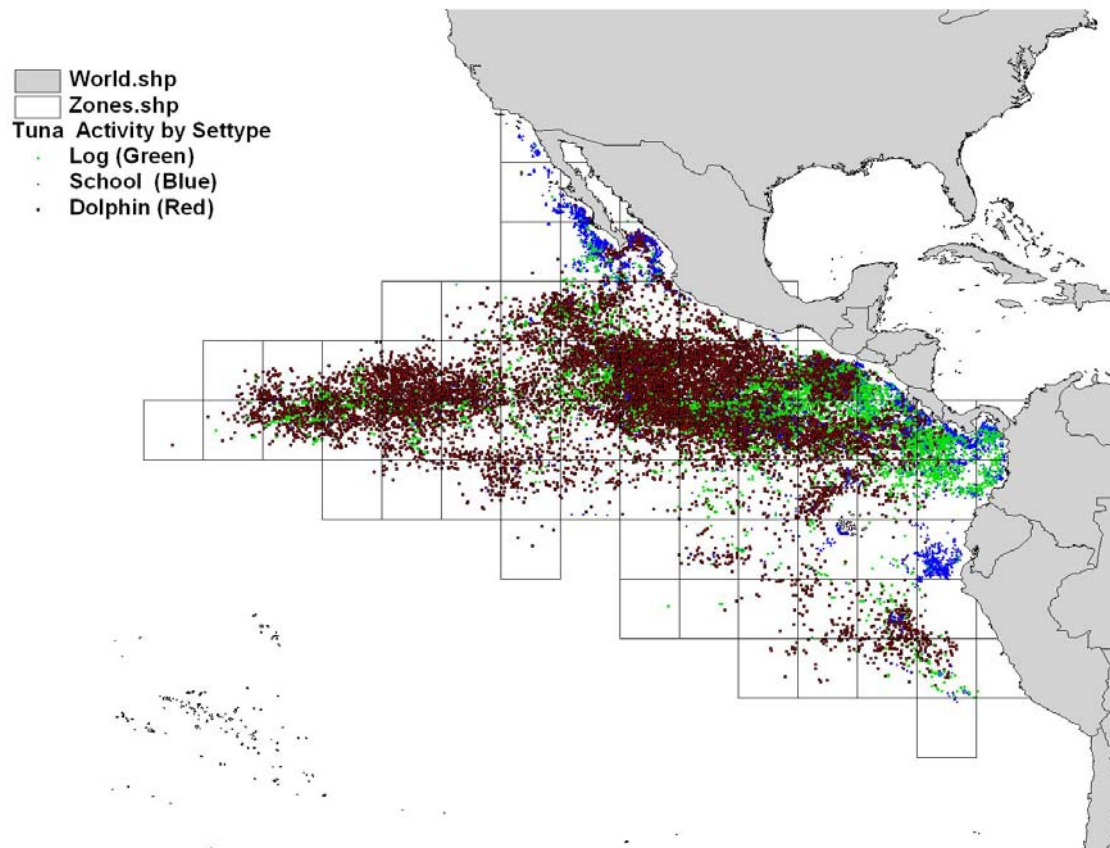 World.shp
Zones.shp
Tuna Activity by Settype
Log (Green)
School (Blue)
Dolphin (Red)